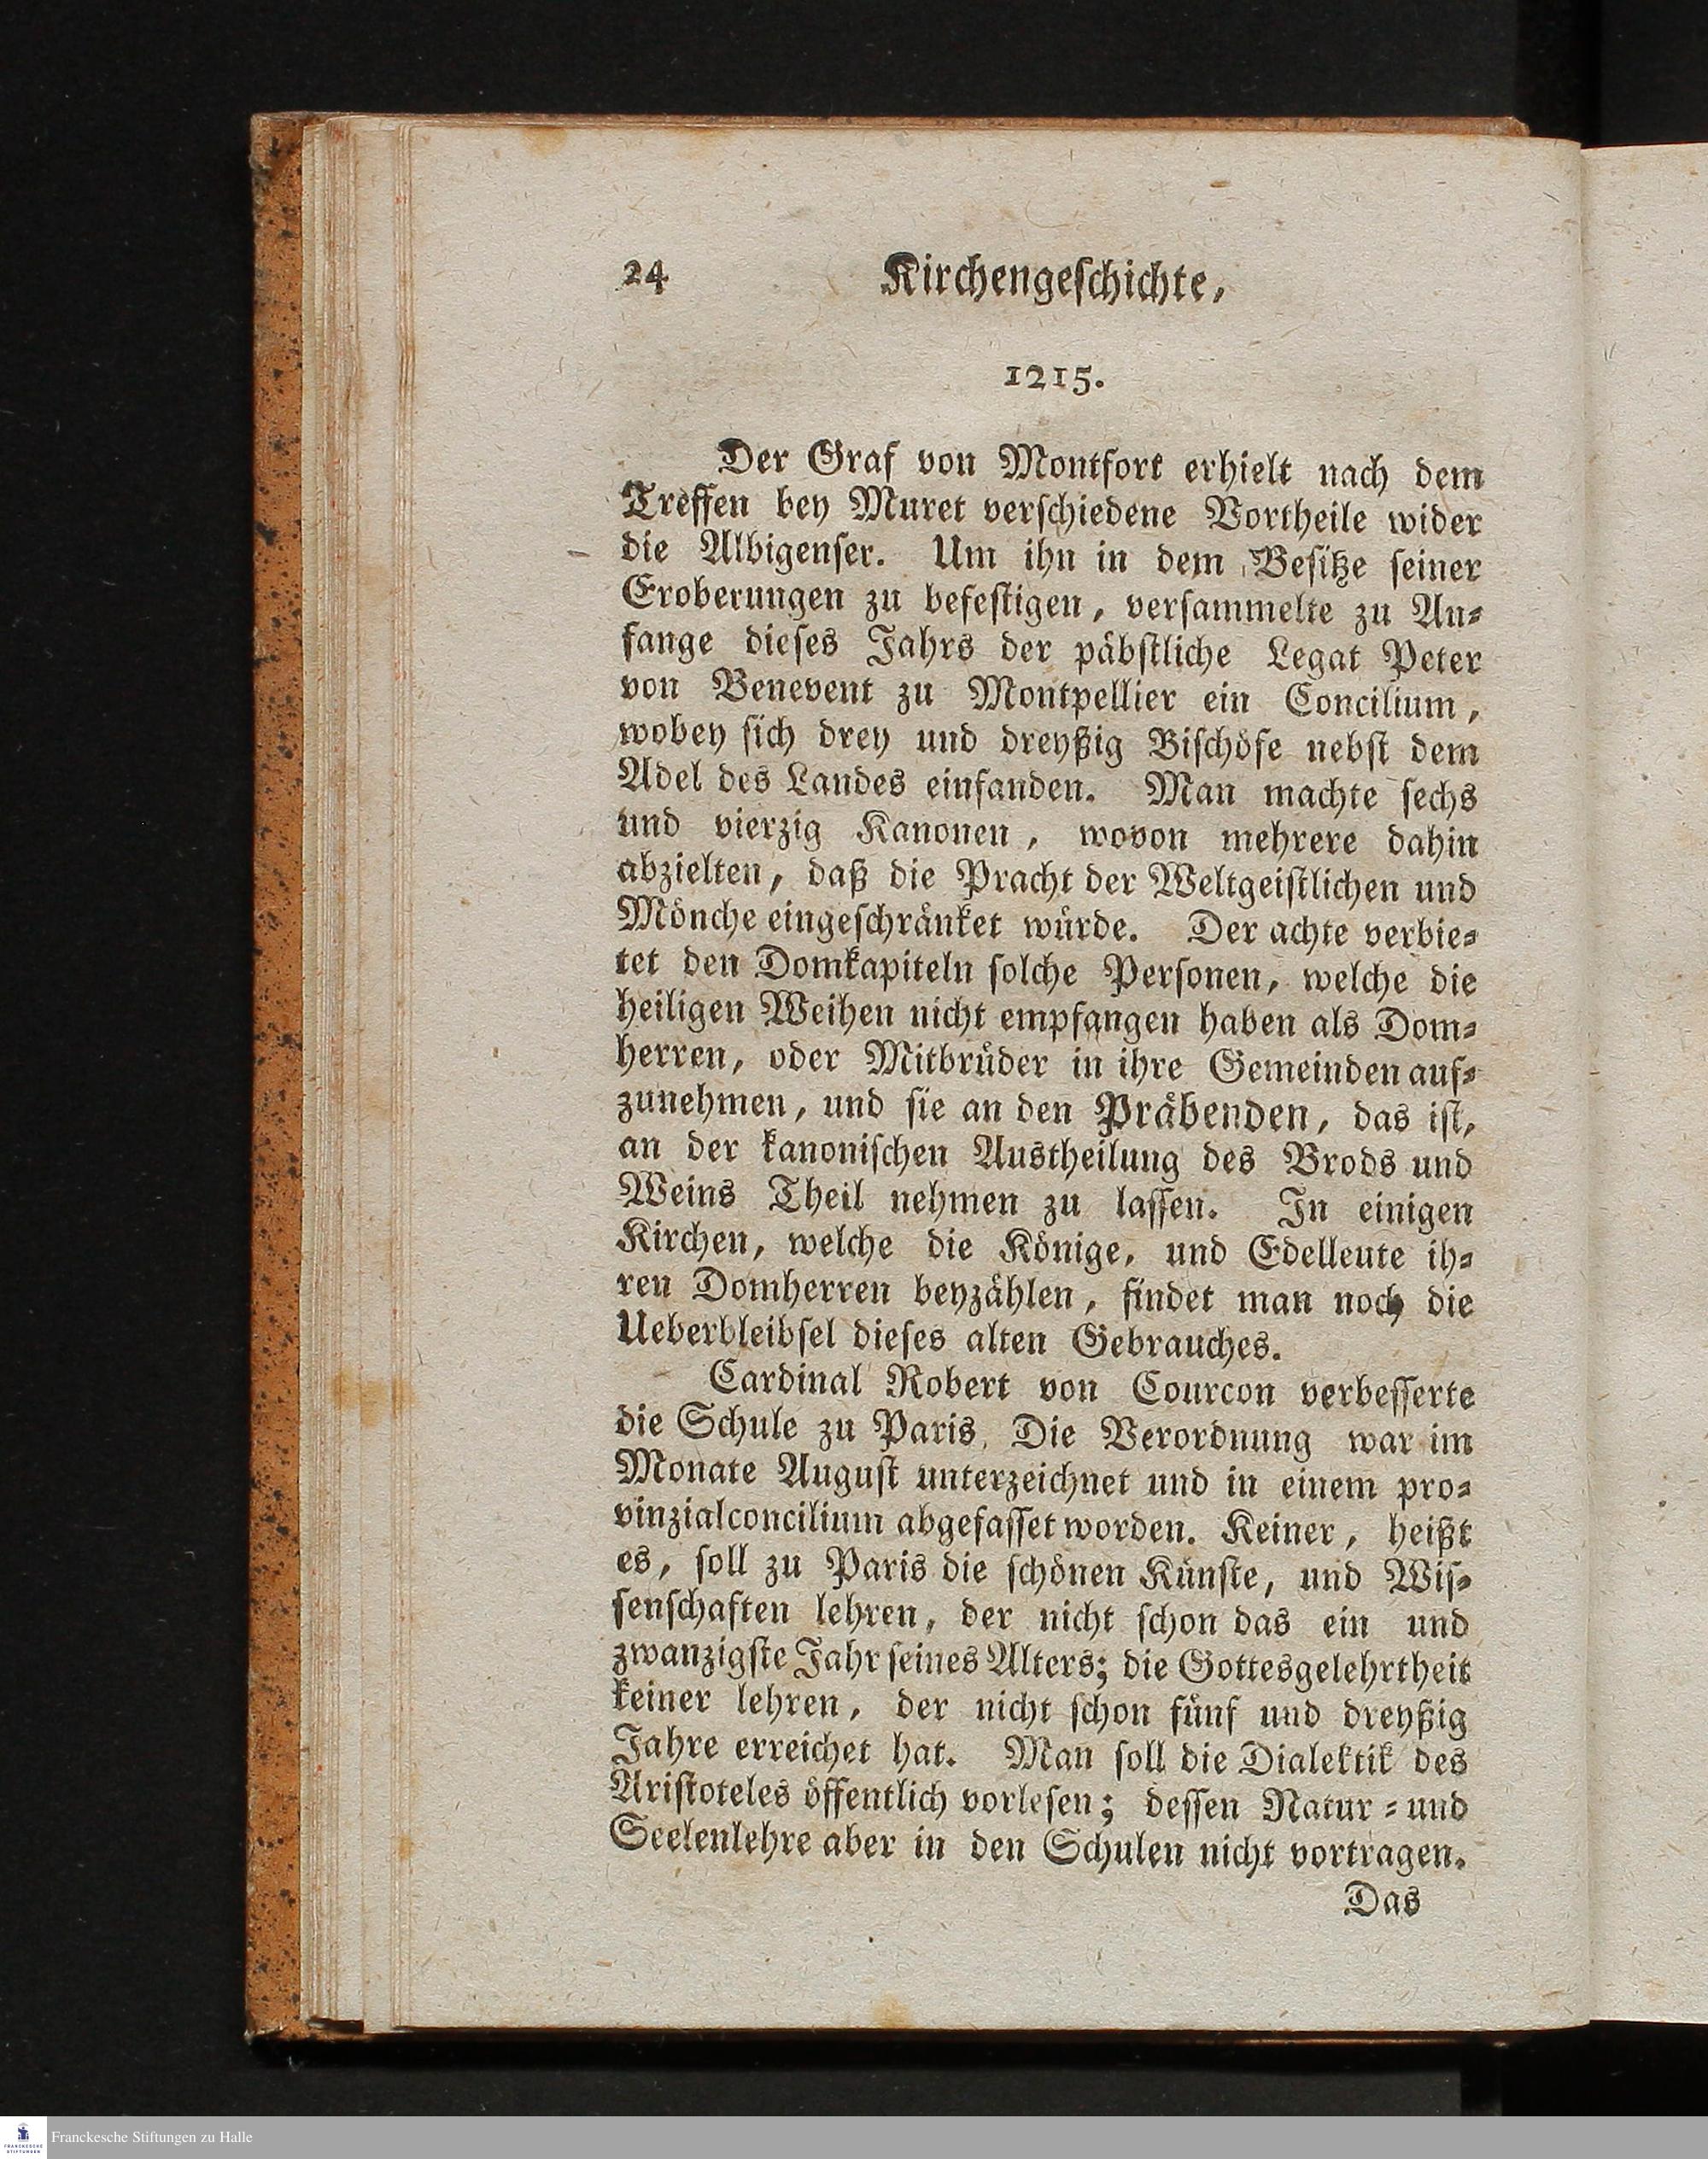 24 Kirchengeschichte,
1215.
Der Graf von Montfort erhielt nach dem
Treffen bey Muret verschiedene Vortheile wider
die Albigenser. Um ihn in dem Besitze seiner
Eroberungen zu befestigen, versammelte zu An-
fange dieses Jahrs der päbstliche Legat Peter
von Benevent zu Montpellier ein Concilium,
wobey sich drey und dreyßig Bischöfe nebst dem
Adel des Landes einfanden. Man machte sechs
und vierzig Kanonen, wovon mehrere dahin
abzielten, daß die Pracht der Weltgeistlichen und
Mönche eingeschränket würde. Der achte verbie-
tet den Domkapiteln solche Personen, welche die
heiligen Weihen nicht empfangen haben als Dom-
herren, oder Mitbrüder in ihre Gemeinden auf-
zunehmen, und sie an den Präbenden, das ist,
an der kanonischen Austheilung des Brods und
Weins Theil nehmen zu lassen. In einigen
Kirchen, welche die Könige, und Edelleute ih-
ren Domherren beyzählen, findet man noch die
Ueberbleibsel dieses alten Gebrauches.
Cardinal Robert von Courcon verbesserte
die Schule zu Paris. Die Verordnung war im
Monate August unterzeichnet und in einem pro-
vinzialconcilium abgefasset worden. Keiner, heißt
es, soll zu Paris die schönen Künste, und Wis-
senschaften lehren, der nicht schon das ein und
zwanzigste Jahr seines Alters; die Gottesgelehrtheit
keiner lehren, der nicht schon fünf und dreyßig
Jahre erreichet hat. Man soll die Dialektik des
Aristoteles öffentlich vorlesen; dessen Natur- und
Seelenlehre aber in den Schulen nicht vortragen.
Das
FRANCKESCHE
STIFTUNGEN
Franckesche Stiftungen zu Halle